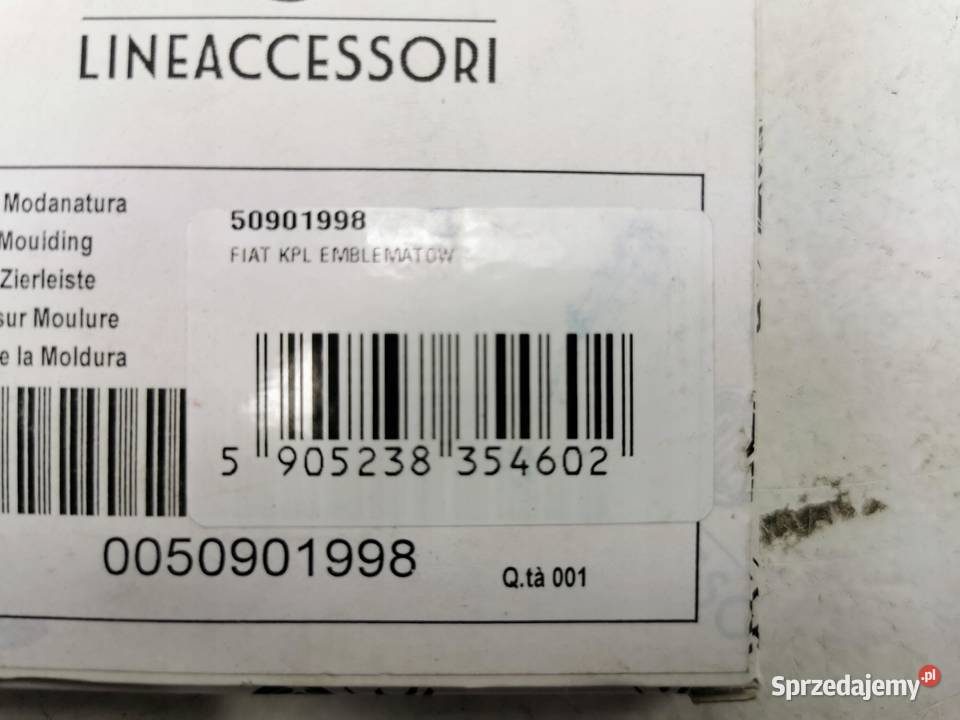 LINEACCESSORI
Modanatura
Moulding
Zierleiste
sur Moulure
la Moldura
50901998
FIAT KPL EMBLEMATOW
5 905238 354602
0050901998
Q.tà 001
Sprzedajemy.pl